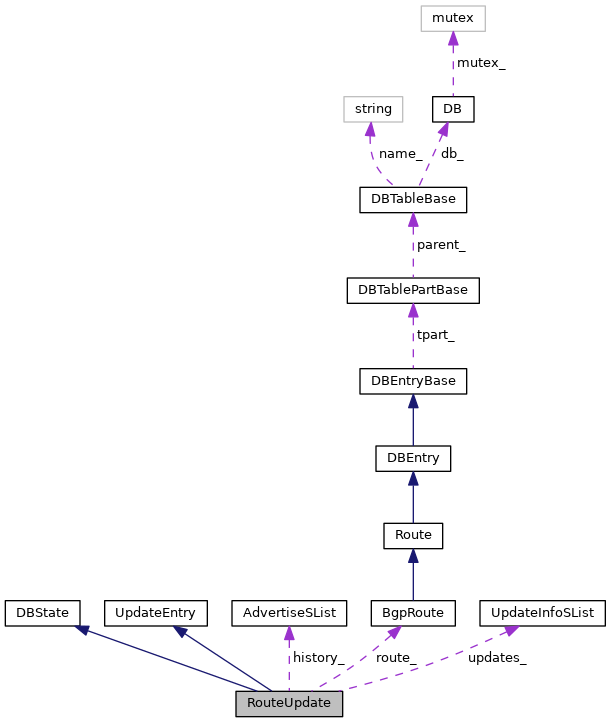 mutex
mutex_
string
DB
name_
db_
DBTableBase
parent_
DBTablePartBase
tpart_
DBEntryBase
DBEntry
Route
DBState
UpdateEntry
AdvertiseSList
BgpRoute
UpdateInfoSList
history_
route_
updates_
RouteUpdate